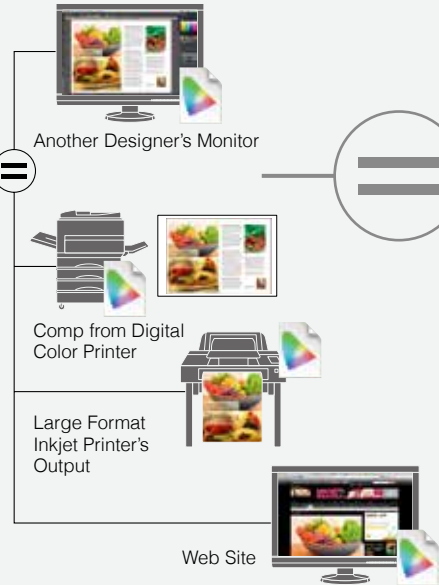 Another Designer's Monitor
Comp from Digital
Color Printer
Large Format
Inkjet Printer's
Output
Web Site